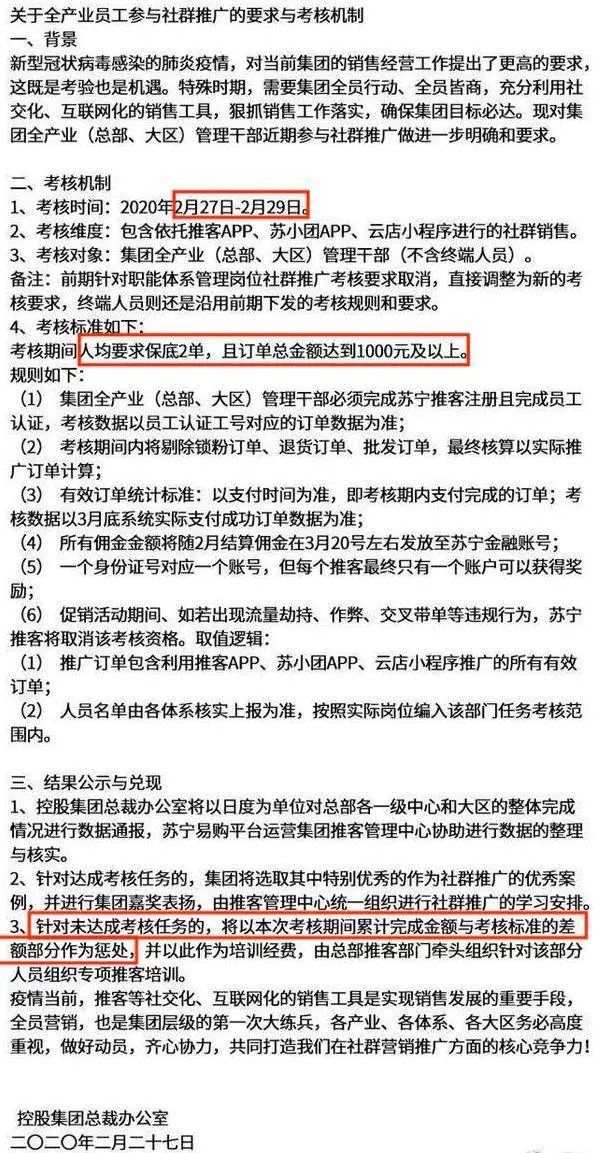 关于全产业员工参与社群推广的要求与考核机制
一、背景
新型冠状病毒感染的肺炎疫情，对当前集团的销售经营工作提出了更高的要求，
这既是考验也是机遇。特殊时期，需要集团全员行动、全员皆商，充分利用社
交化、互联网化的销售工具，狠抓销售工作落实，确保集团目标必达。现对集
团全产业（总部、大区）管理干部近期参与社群推广做进一步明确和要求。
二、考核机制
1、考核时间：2020年2月27日-2月29日。
2、考核维度：包含依托推客APP、苏小团APP、云店小程序进行的社群销售。
3、考核对象：集团全产业（总部、大区）管理干部（不含终端人员）。
备注：前期针对职能体系管理岗位社群推广考核要求取消，直接调整为新的考
核要求，终端人员则还是沿用前期下发的考核规则和要求。
4、考核标准如下：
考核期间人均要求保底2单，且订单总金额达到1000元及以上。
规则如下：
（1） 集团全产业（总部、大区）管理干部必须完成苏宁推客注册且完成员工
认证，考核数据以员工认证工号对应的订单数据为准；
（2） 考核期间内将剔除锁粉订单、退货订单、批发订单，最终核算以实际推
广订单计算；
（3） 有效订单统计标准：以支付时间为准，即考核期内支付完成的订单；考
核数据以3月底系统实际支付成功订单数据为准；
（4） 所有佣金金额将随2月结算佣金在3月20号左右发放至苏宁金融账号；
（5） 一个身份证号对应一个账号，但每个推客最终只有一个账户可以获得奖
励；
（6） 促销活动期间、如若出现流量劫持、作弊、交叉带单等违规行为，苏宁
推客将取消该考核资格。取值逻辑：
（1） 推广订单包含利用推客APP、苏小团APP、云店小程序推广的所有有效
订单；
（2） 人员名单由各体系核实上报为准，按照实际岗位编入该部门任务考核范
围内。
三、结果公示与兑现
1、控股集团总裁办公室将以日度为单位对总部各一级中心和大区的整体完成
情况进行数据通报，苏宁易购平台运营集团推客管理中心协助进行数据的整理
与核实。
2、针对达成考核任务的，集团将选取其中特别优秀的作为社群推广的优秀案
例，并进行集团嘉奖表扬，由推客管理中心统一组织进行社群推广的学习安排。
3、针对未达成考核任务的，将以本次考核期间累计完成金额与考核标准的差
额部分作为惩处，并以此作为培训经费，由总部推客部门牵头组织针对该部分
人员组织专项推客培训。
疫情当前，推客等社交化、互联网化的销售工具是实现销售发展的重要手段，
全员营销，也是集团层级的第一次大练兵，各产业、各体系、各大区务必高度
重视，做好动员，齐心协力，共同打造我们在社群营销推广方面的核心竞争力！
控股集团总裁办公室
二〇二〇年二月二十七日